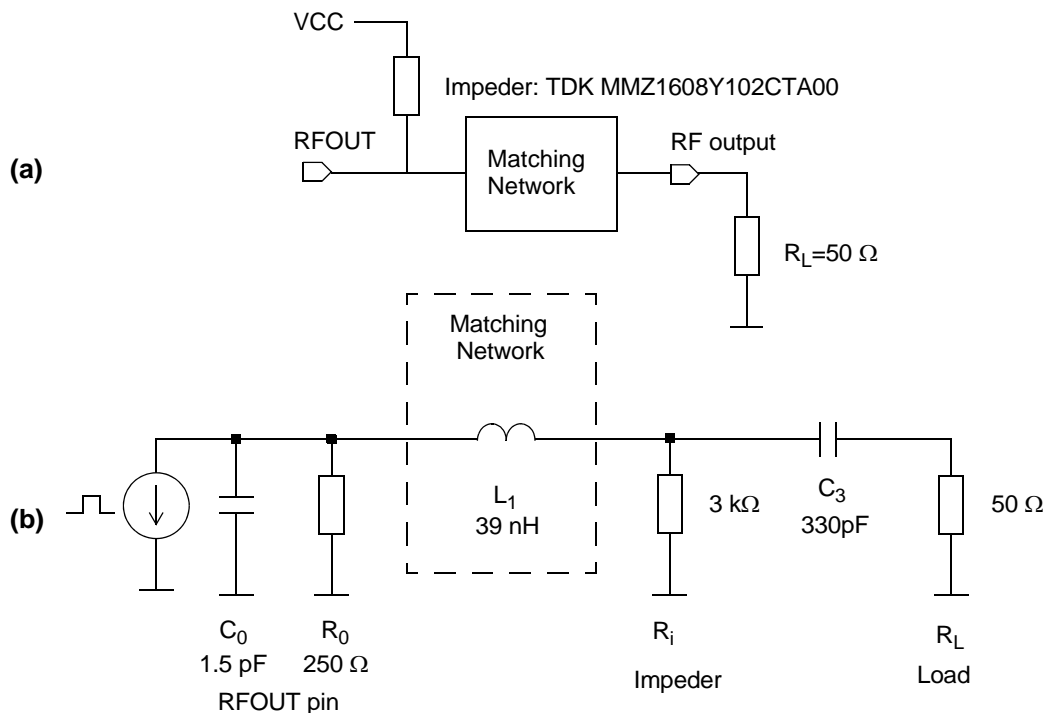 VCC
Impeder: TDK MMZ1608Y102CTA00
RFOUT
Matching
Network
RF output
(a)
RL=50 Ω
Matching
Network
(b)
L1
39 nH
3 kΩ
C3
330pF
50 Ω
C0
1.5 pF
R0
250 Ω
RFOUT pin
Ri
Impeder
RL
Load